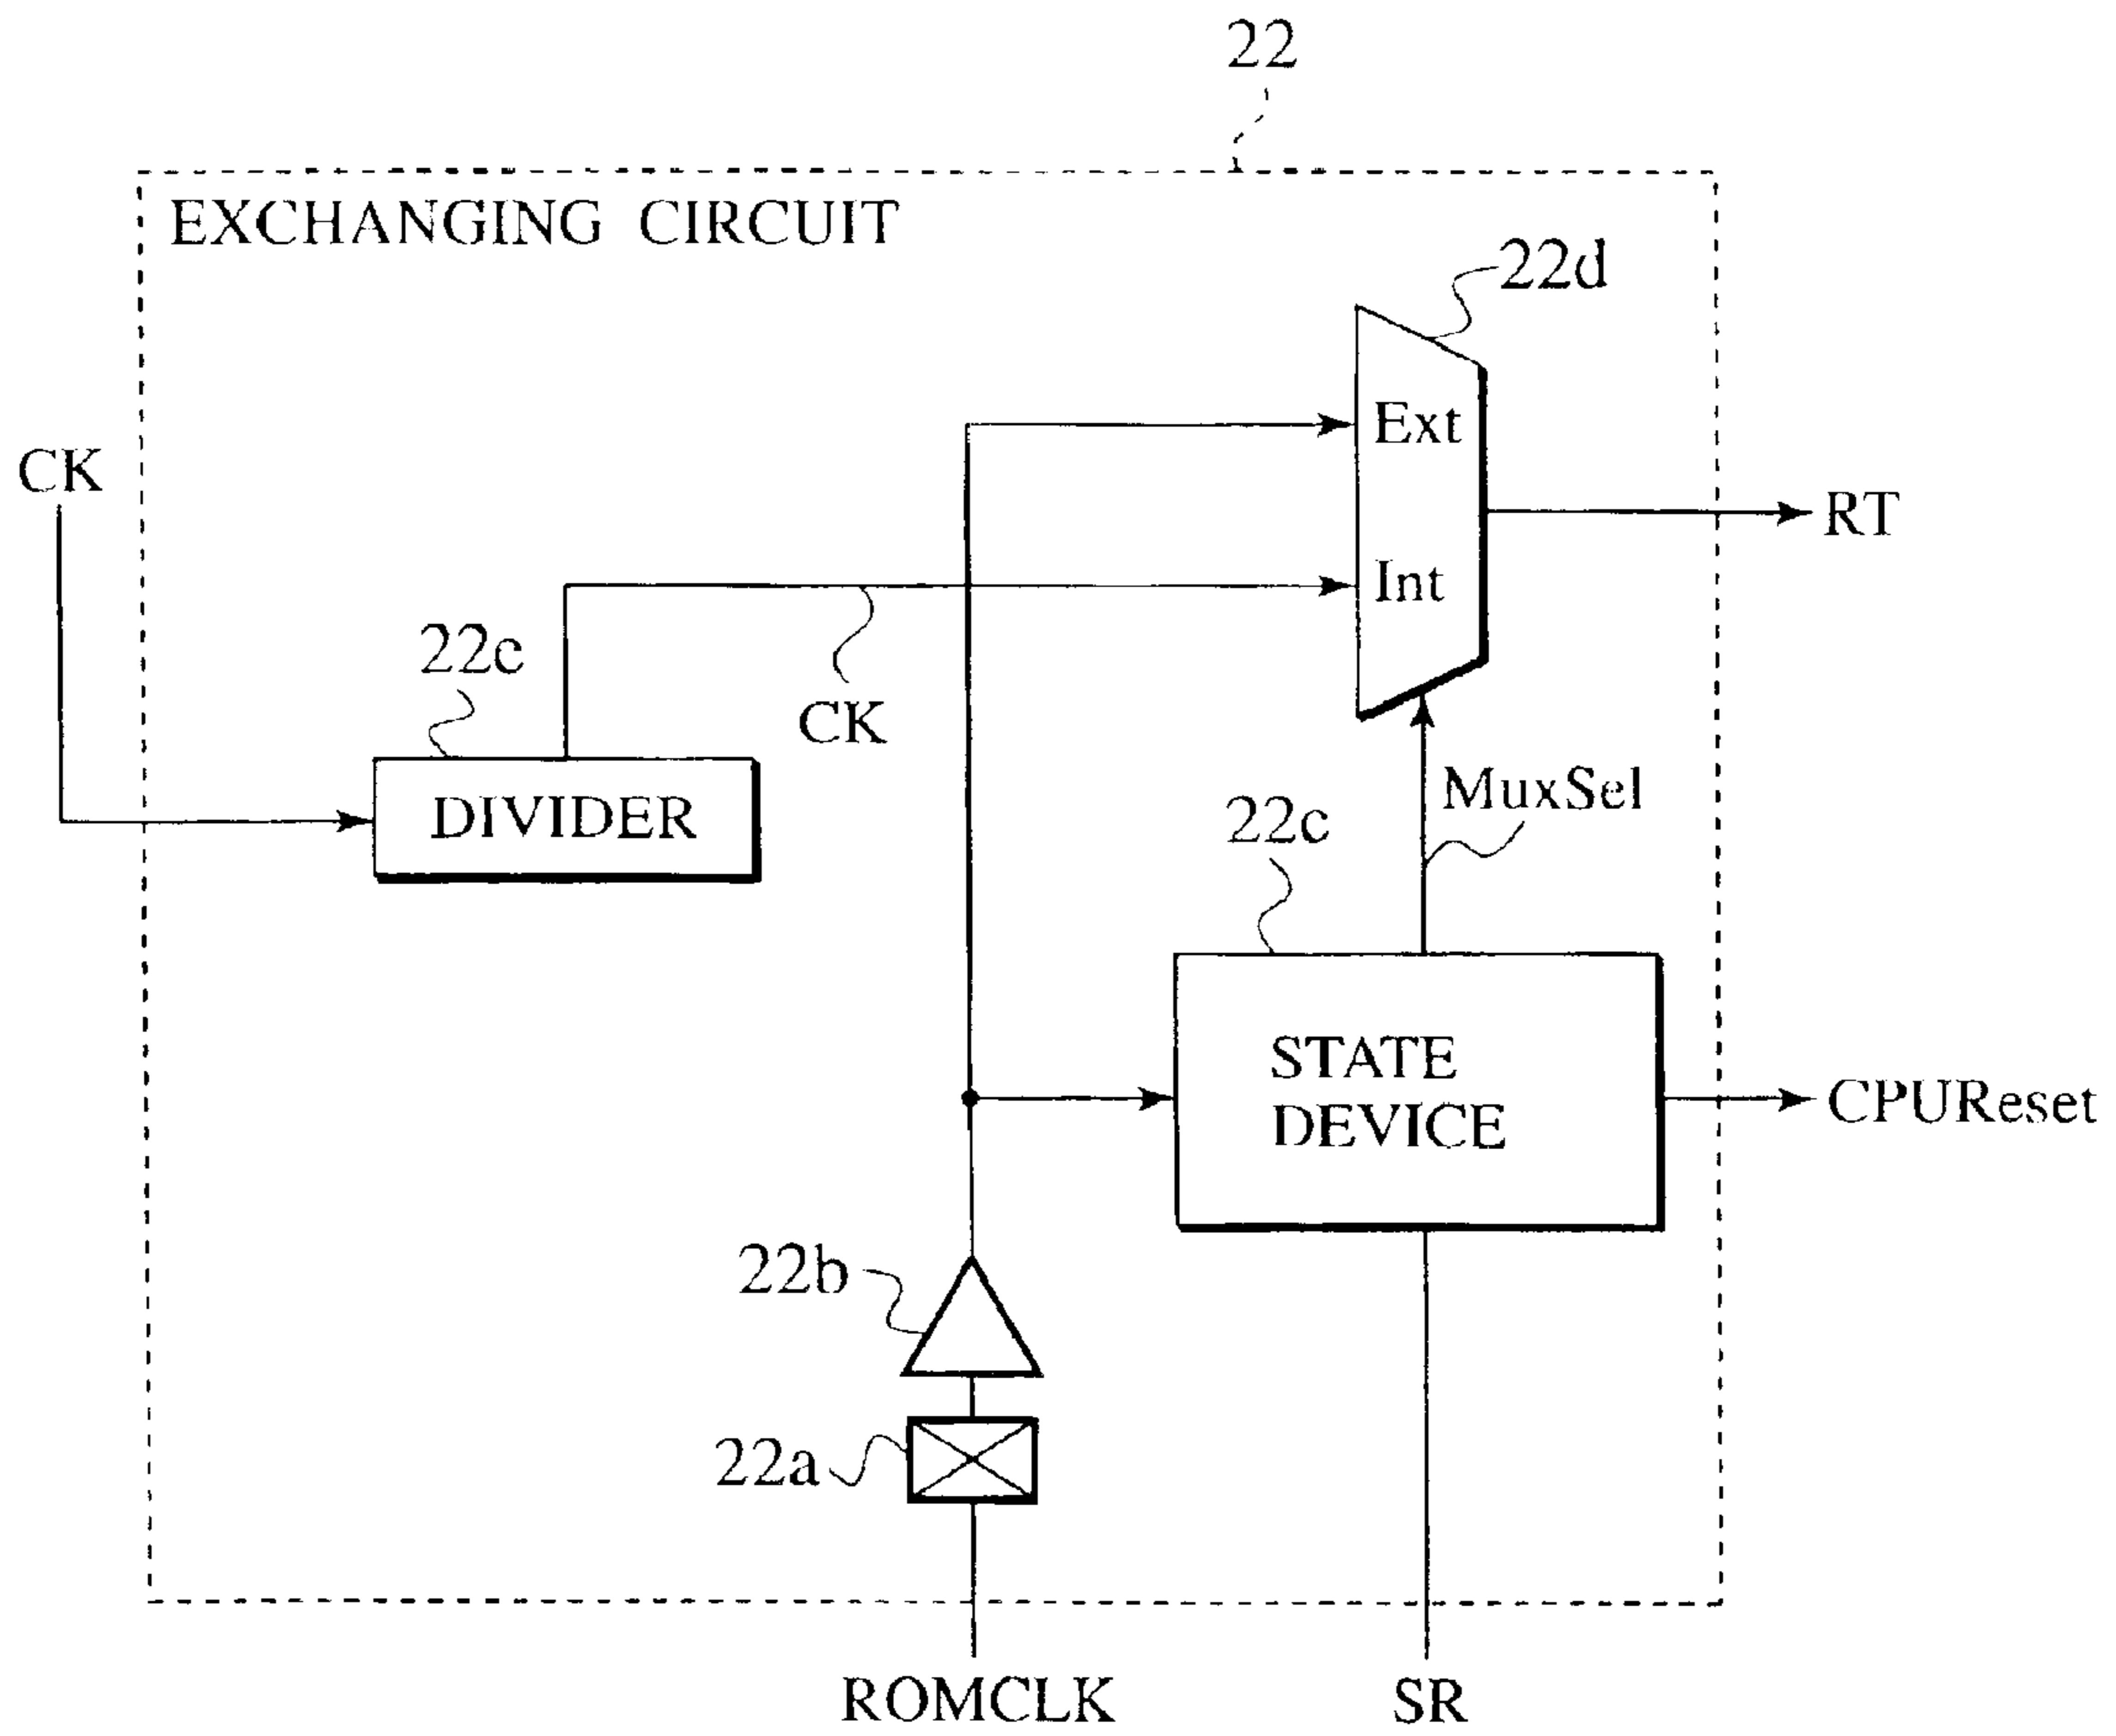 22
EXCHANGING CIRCUIT
22d
Ext
CK
RT
Int
22c
CK
MuxSel
DIVIDER
22c
STATE
DEVICE
CPUReset
22b
22a
ROMCLK
SR